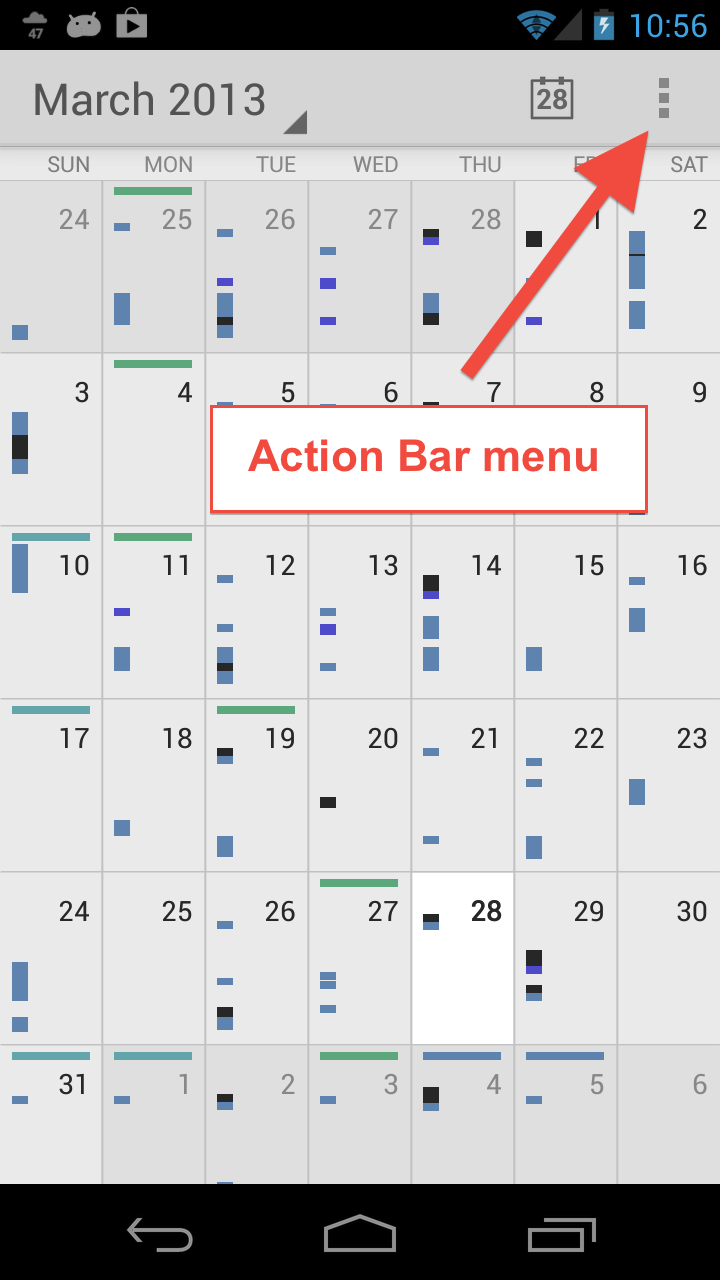 47 10:56
March 2013 28
SUN MON TUE WED THU SAT
24 25 26 27 28 1 2
3 4 5 6 7 8 9
Action Bar menu
10 11 12 13 14 15 16
17 18 19 20 21 22 23
24 25 26 27 28 29 30
31 1 2 3 4 5 6